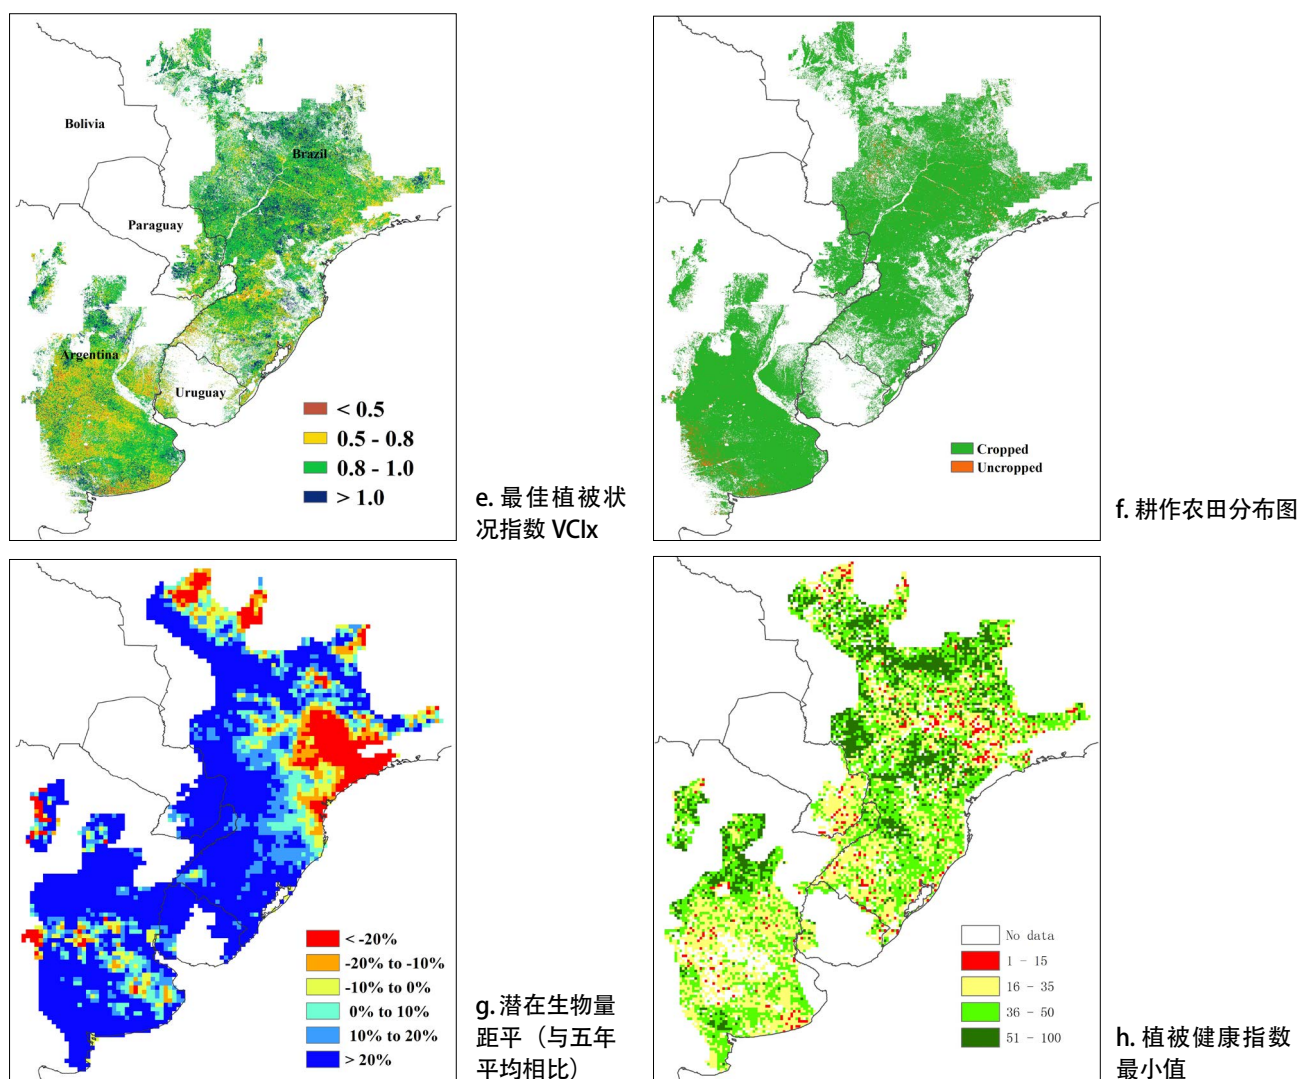 Bolivia
Brazil
Paraguay
Argentina
Uruguay
< 0.5
0.5 - 0.8
0.8 - 1.0
> 1.0
e. 最佳植被状
况指数 VCIx
Cropped
Uncropped
f. 耕作农田分布图
< -20%
-20% to -10%
-10% to 0%
0% to 10%
10% to 20%
> 20%
g. 潜在生物量
距平（与五年
平均相比）
No data
1 - 15
16 - 35
36 - 50
51 - 100
h. 植被健康指数
最小值